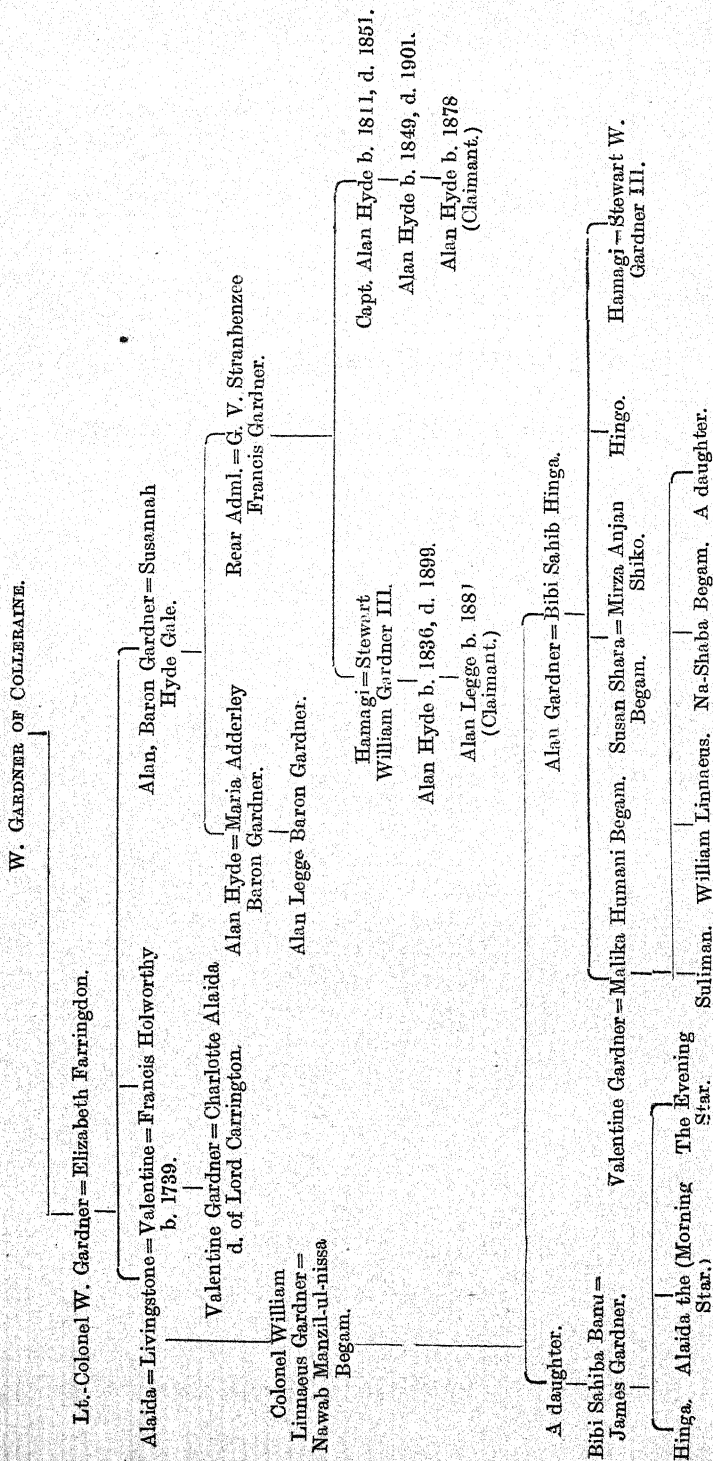 W. GARDNER OF COLLERAINE.
Lt.-Colonel W. Gardner=Elizabeth Farringdon.
Alaida=Livingstone=Valentine=Francis Holworthy
b. 1739.
Alan, Baron Gardner=Susannah
Hyde Gale.
Valentine Gardner=Charlotte Alaida
d. of Lord Carrington.
Alan Hyde=Maria Adderley
Baron Gardner.
Rear Adml.=G. V. Stranbenzee
Francis Gardner.
Alan Legge Baron Gardner.
Colonel William
Linnaeus Gardner=
Nawab Manzil-ul-nissa
Begam.
Hamagi=Stewart
William Gardner III.
Capt. Alan Hyde b. 1811, d. 1851.
Alan Hyde b. 1836, d. 1899.
Alan Hyde b. 1849, d. 1901.
Alan Legge b. 1881
(Claimant.)
Alan Hyde b. 1878
(Claimant.)
A daughter.
Alan Gardner=Bibi Sahib Hinga.
Bibi Sahiba Banu=
James Gardner.
Valentine Gardner=Malika Humani Begam.
Susan Shara=Mirza Anjan
Begam. Shiko.
Hingo.
Hamagi=Stewart W.
Gardner III.
Hinga. Alaida the (Morning
Star.)
The Evening
Star.
Suliman. William Linnaeus. Na-Shaba Begam. A daughter.